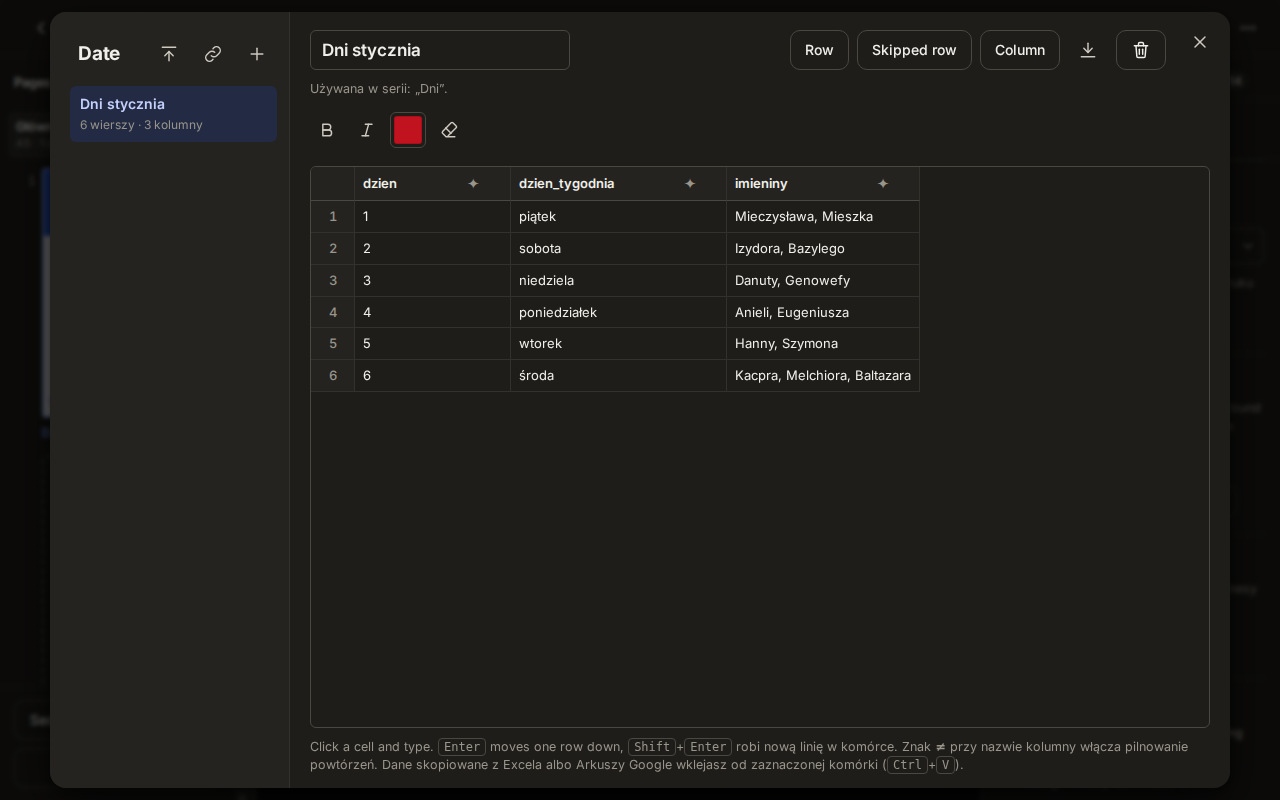 Date
Dni stycznia
6 wierszy · 3 kolumny
Dni stycznia
Row
Skipped row
Column
Używana w serii: „Dni”.
dzien ✦ dzien_tygodnia ✦ imieniny ✦
1 1 piątek Mieczysława, Mieszka
2 2 sobota Izydora, Bazylego
3 3 niedziela Danuty, Genowefy
4 4 poniedziałek Anieli, Eugeniusza
5 5 wtorek Hanny, Szymona
6 6 środa Kacpra, Melchiora, Baltazara
Click a cell and type. Enter moves one row down, Shift+Enter robi nową linię w komórce. Znak ≠ przy nazwie kolumny włącza pilnowanie
powtórzeń. Dane skopiowane z Excela albo Arkuszy Google wklejasz od zaznaczonej komórki (Ctrl+V).